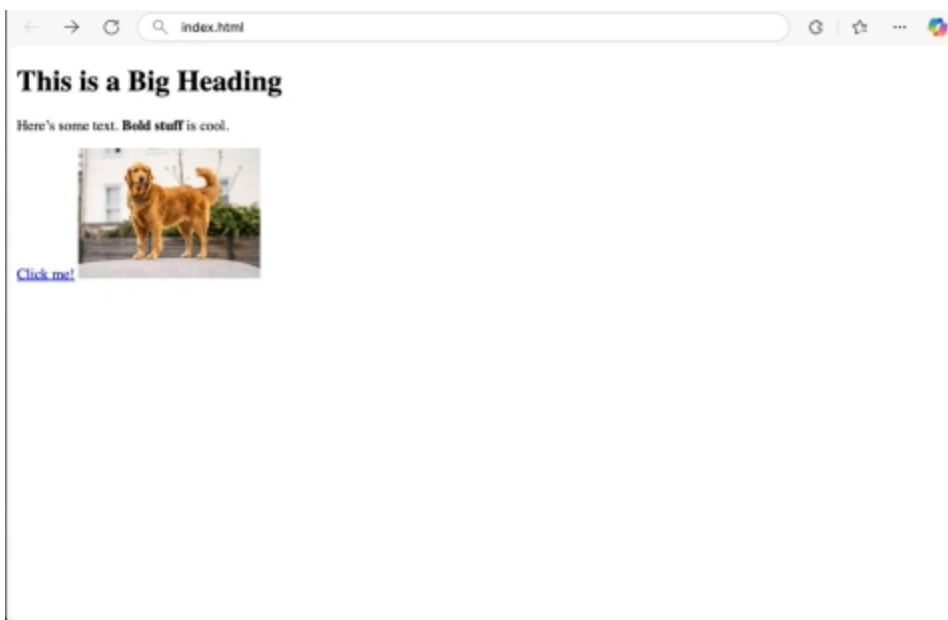 index.html
This is a Big Heading
Here's some text. Bold stuff is cool.
Click me!